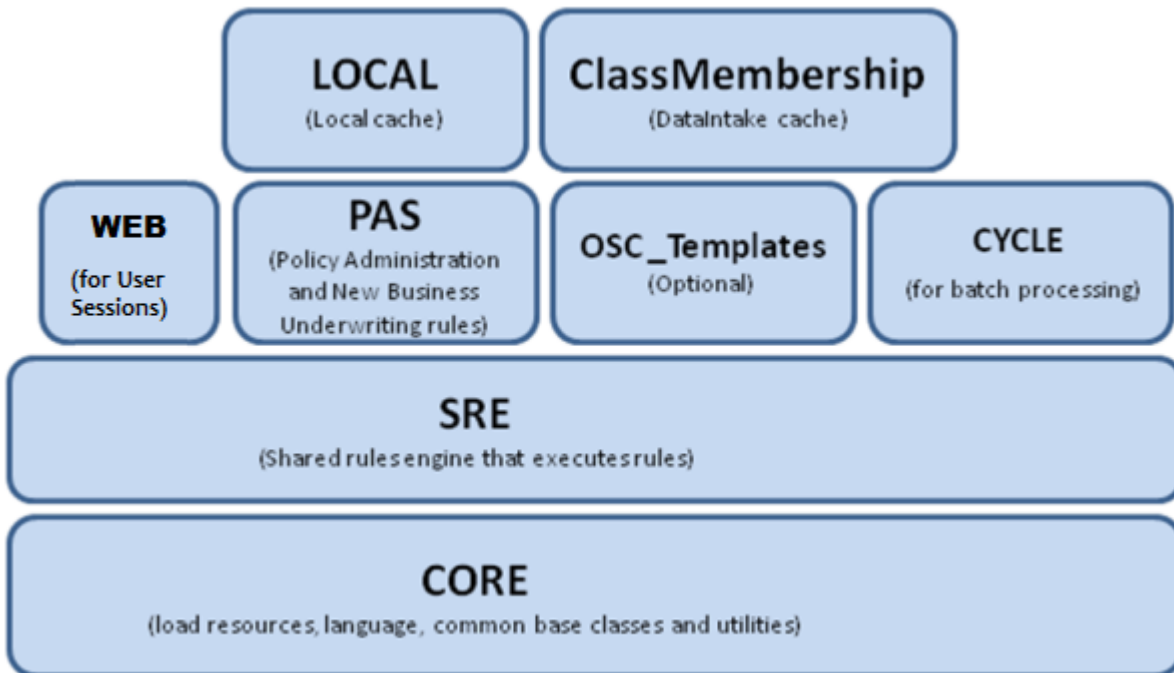 LOCAL
(Local cache)
ClassMembership
(DataIntake cache)
WEB
(for User
Sessions)
PAS
(Policy Administration
and New Business
Underwriting rules)
OSC_Templates
(Optional)
CYCLE
(for batch processing)
SRE
(Shared rules engine that executes rules)
CORE
(load resources, language, common base classes and utilities)